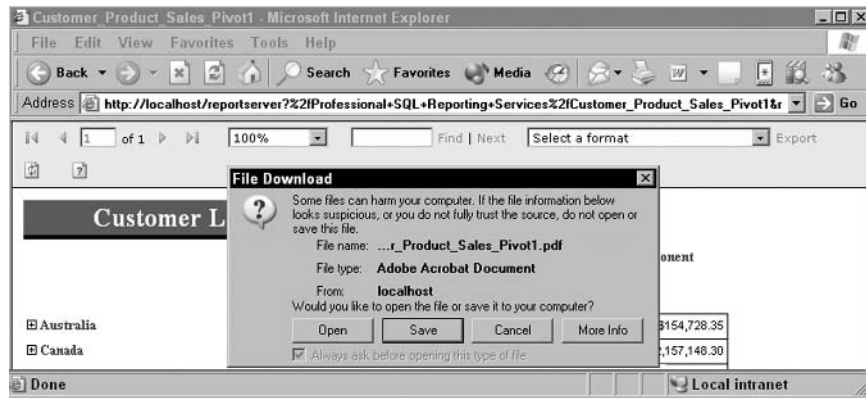 Customer_Product_Sales_Pivot1 - Microsoft Internet Explorer
File Edit View Favorites Tools Help
Back Search Favorites Media
Address http://localhost/reportserver?%2fProfessional+SQL+Reporting+Services%2fCustomer_Product_Sales_Pivot1&r Go
1 of 1 100% Find | Next Select a format Export
File Download
Some files can harm your computer. If the file information below
looks suspicious, or you do not fully trust the source, do not open or
save this file.
File name: ...r_Product_Sales_Pivot1.pdf
File type: Adobe Acrobat Document
From: localhost
Would you like to open the file or save it to your computer?
Open Save Cancel More Info
Always ask before opening this type of file
Customer L
onent
Australia $154,728.35
Canada ,157,148.30
Done Local intranet